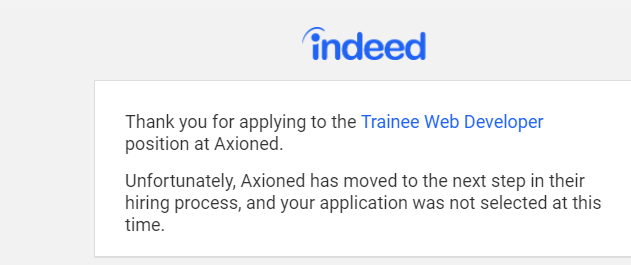 indeed
Thank you for applying to the Trainee Web Developer
position at Axioned.
Unfortunately, Axioned has moved to the next step in their
hiring process, and your application was not selected at this
time.